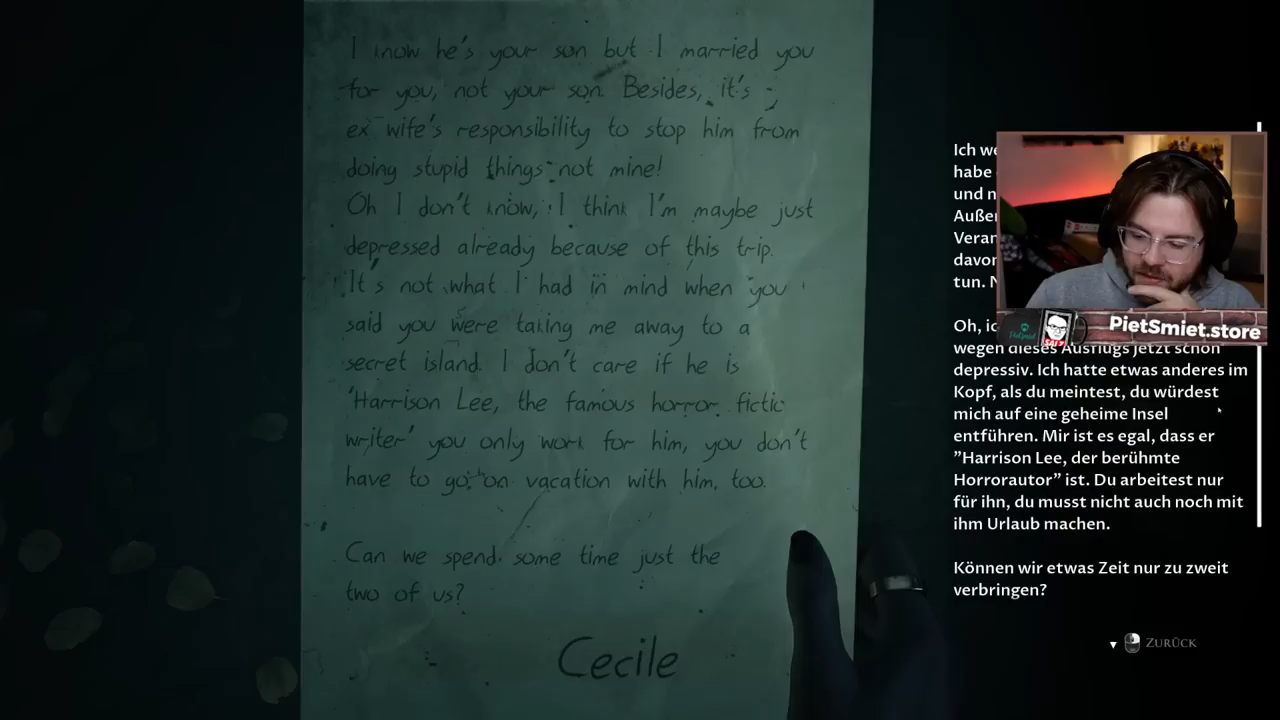 I know he's your son but I married you
for you, not your son. Besides, it's
ex wife's responsibility to stop him from
doing stupid things not mine!
Oh I don't know, I think I'm maybe just
depressed already because of this trip.
It's not what I had in mind when you
said you were taking me away to a
secret island. I don't care if he is
'Harrison Lee, the famous horror fictic
writer' you only work for him, you don't
have to go on vacation with him, too.
Can we spend some time just the
two of us?
Cecile
Ich
habe
und
Außer
davon
tun.
PietSmiet.store
Oh,
wegen dieses Ausflugs jetzt schon
depressiv. Ich hatte etwas anderes im
Kopf, als du meintest, du würdest
mich auf eine geheime Insel
entführen. Mir ist es egal, dass er
"Harrison Lee, der berühmte
Horrorautor" ist. Du arbeitest nur
für ihn, du musst nicht auch noch mit
ihm Urlaub machen.
Können wir etwas Zeit nur zu zweit
verbringen?
ZURÜCK